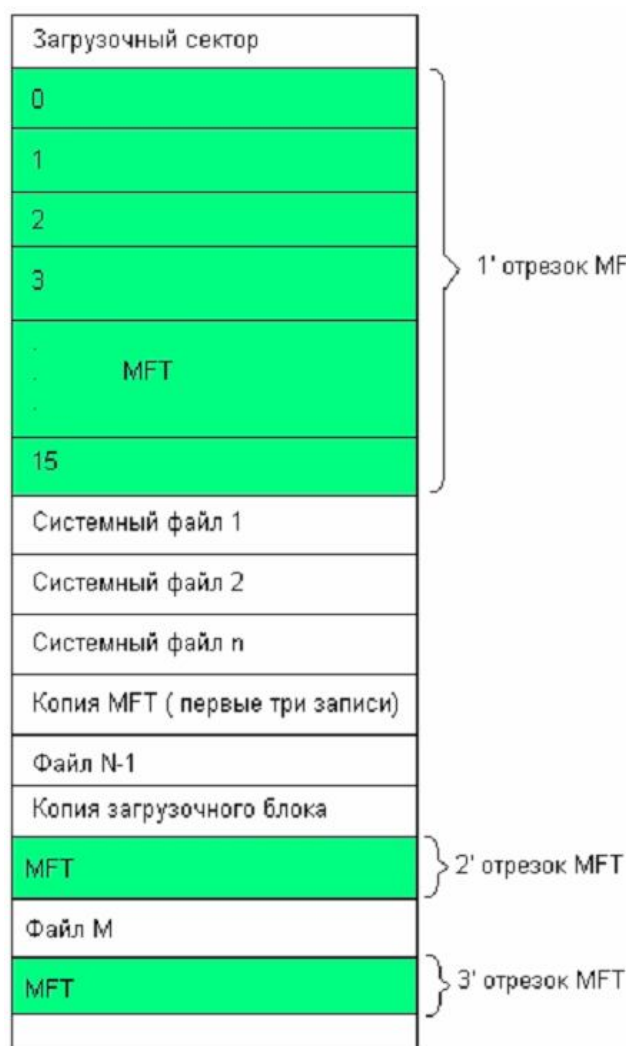 Загрузочный сектор
0
1
2
3
1' отрезок MF
.
. MFT
.
15
Системный файл 1
Системный файл 2
Системный файл n
Копия MFT ( первые три записи)
Файл N-1
Копия загрузочного блока
MFT
2' отрезок MFT
Файл M
MFT
3' отрезок MFT